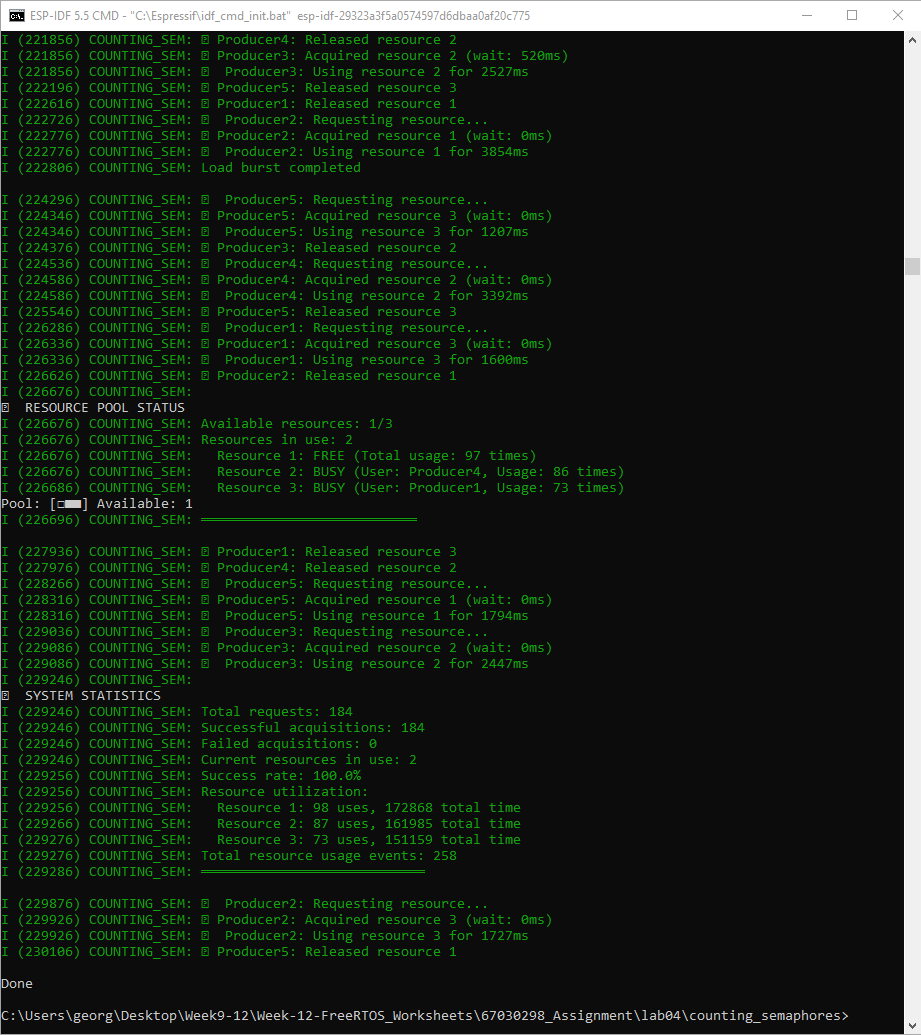 ESP-IDF 5.5 CMD - "C:\Espressif\idf_cmd_init.bat" esp-idf-29323a3f5a0574597d6dbaa0af20c775
I (221856) COUNTING_SEM: ⍰ Producer4: Released resource 2
I (221856) COUNTING_SEM: ⍰ Producer3: Acquired resource 2 (wait: 520ms)
I (221856) COUNTING_SEM: ⍰  Producer3: Using resource 2 for 2527ms
I (222196) COUNTING_SEM: ⍰ Producer5: Released resource 3
I (222616) COUNTING_SEM: ⍰ Producer1: Released resource 1
I (222726) COUNTING_SEM: ⍰  Producer2: Requesting resource...
I (222776) COUNTING_SEM: ⍰ Producer2: Acquired resource 1 (wait: 0ms)
I (222776) COUNTING_SEM: ⍰  Producer2: Using resource 1 for 3854ms
I (222806) COUNTING_SEM: Load burst completed
I (224296) COUNTING_SEM: ⍰  Producer5: Requesting resource...
I (224346) COUNTING_SEM: ⍰ Producer5: Acquired resource 3 (wait: 0ms)
I (224346) COUNTING_SEM: ⍰  Producer5: Using resource 3 for 1207ms
I (224376) COUNTING_SEM: ⍰ Producer3: Released resource 2
I (224536) COUNTING_SEM: ⍰  Producer4: Requesting resource...
I (224586) COUNTING_SEM: ⍰ Producer4: Acquired resource 2 (wait: 0ms)
I (224586) COUNTING_SEM: ⍰  Producer4: Using resource 2 for 3392ms
I (225546) COUNTING_SEM: ⍰ Producer5: Released resource 3
I (226286) COUNTING_SEM: ⍰  Producer1: Requesting resource...
I (226336) COUNTING_SEM: ⍰ Producer1: Acquired resource 3 (wait: 0ms)
I (226336) COUNTING_SEM: ⍰  Producer1: Using resource 3 for 1600ms
I (226626) COUNTING_SEM: ⍰ Producer2: Released resource 1
I (226676) COUNTING_SEM:
⍰  RESOURCE POOL STATUS
I (226676) COUNTING_SEM: Available resources: 1/3
I (226676) COUNTING_SEM: Resources in use: 2
I (226676) COUNTING_SEM:   Resource 1: FREE (Total usage: 97 times)
I (226676) COUNTING_SEM:   Resource 2: BUSY (User: Producer4, Usage: 86 times)
I (226686) COUNTING_SEM:   Resource 3: BUSY (User: Producer1, Usage: 73 times)
Pool: [□■■] Available: 1
I (226696) COUNTING_SEM: ═══════════════════════════
I (227936) COUNTING_SEM: ⍰ Producer1: Released resource 3
I (227976) COUNTING_SEM: ⍰ Producer4: Released resource 2
I (228266) COUNTING_SEM: ⍰  Producer5: Requesting resource...
I (228316) COUNTING_SEM: ⍰ Producer5: Acquired resource 1 (wait: 0ms)
I (228316) COUNTING_SEM: ⍰  Producer5: Using resource 1 for 1794ms
I (229036) COUNTING_SEM: ⍰  Producer3: Requesting resource...
I (229086) COUNTING_SEM: ⍰ Producer3: Acquired resource 2 (wait: 0ms)
I (229086) COUNTING_SEM: ⍰  Producer3: Using resource 2 for 2447ms
I (229246) COUNTING_SEM:
⍰  SYSTEM STATISTICS
I (229246) COUNTING_SEM: Total requests: 184
I (229246) COUNTING_SEM: Successful acquisitions: 184
I (229246) COUNTING_SEM: Failed acquisitions: 0
I (229246) COUNTING_SEM: Current resources in use: 2
I (229256) COUNTING_SEM: Success rate: 100.0%
I (229256) COUNTING_SEM: Resource utilization:
I (229256) COUNTING_SEM:   Resource 1: 98 uses, 172868 total time
I (229266) COUNTING_SEM:   Resource 2: 87 uses, 161985 total time
I (229276) COUNTING_SEM:   Resource 3: 73 uses, 151159 total time
I (229276) COUNTING_SEM: Total resource usage events: 258
I (229286) COUNTING_SEM: ════════════════════════════
I (229876) COUNTING_SEM: ⍰  Producer2: Requesting resource...
I (229926) COUNTING_SEM: ⍰ Producer2: Acquired resource 3 (wait: 0ms)
I (229926) COUNTING_SEM: ⍰  Producer2: Using resource 3 for 1727ms
I (230106) COUNTING_SEM: ⍰ Producer5: Released resource 1
Done
C:\Users\georg\Desktop\Week9-12\Week-12-FreeRTOS_Worksheets\67030298_Assignment\lab04\counting_semaphores>